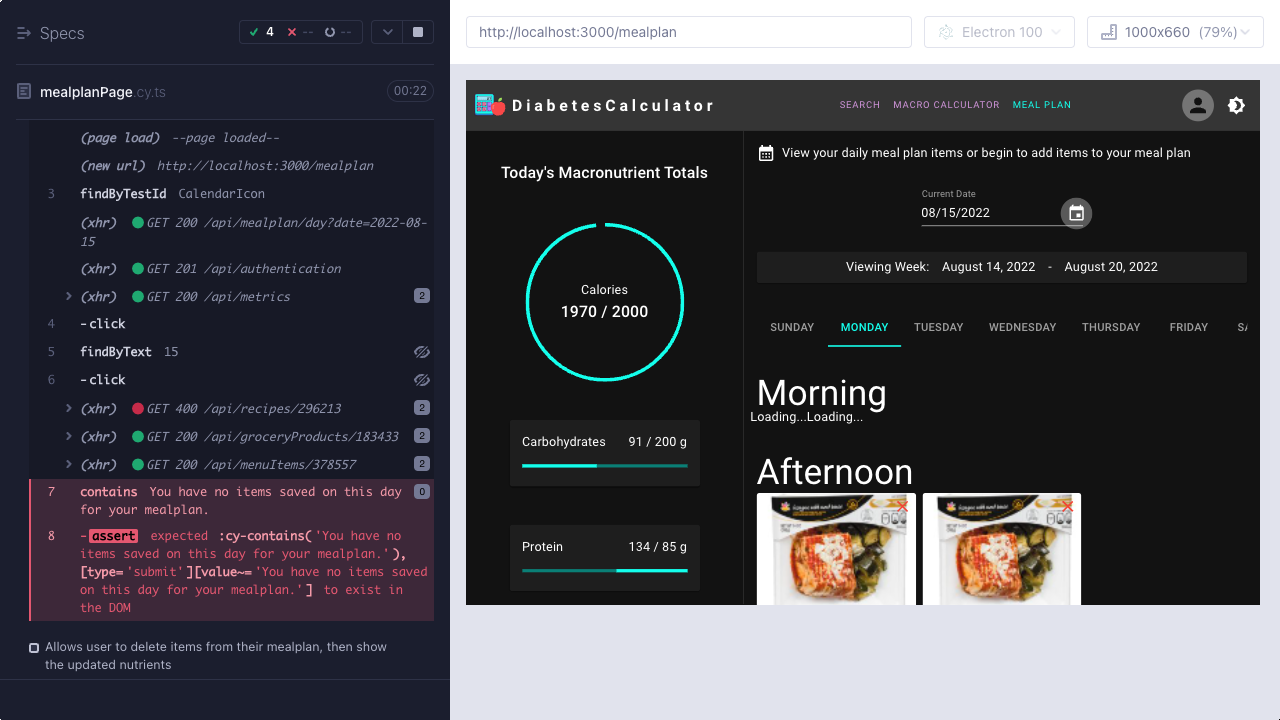 Specs
4 -- --
mealplanPage.cy.ts 00:22
(page load) --page loaded--
(new url) http://localhost:3000/mealplan
3 findByTestId CalendarIcon
(xhr) GET 200 /api/mealplan/day?date=2022-08-
15
(xhr) GET 201 /api/authentication
(xhr) GET 200 /api/metrics 2
4 -click
5 findByText 15
6 -click
(xhr) GET 400 /api/recipes/296213 2
(xhr) GET 200 /api/groceryProducts/183433 2
(xhr) GET 200 /api/menuItems/378557 2
7 contains You have no items saved on this day 0
for your mealplan.
8 -assert expected :cy-contains('You have no
items saved on this day for your mealplan.'),
[type='submit'][value~='You have no items saved
on this day for your mealplan.'] to exist in
the DOM
Allows user to delete items from their mealplan, then show
the updated nutrients
http://localhost:3000/mealplan
Electron 100
1000x660 (79%)
DiabetesCalculator
SEARCH MACRO CALCULATOR MEAL PLAN
Today's Macronutrient Totals
Calories
1970 / 2000
Carbohydrates 91 / 200 g
Protein 134 / 85 g
View your daily meal plan items or begin to add items to your meal plan
Current Date
08/15/2022
Viewing Week: August 14, 2022 - August 20, 2022
SUNDAY MONDAY TUESDAY WEDNESDAY THURSDAY FRIDAY SA
Morning
Loading...Loading...
Afternoon